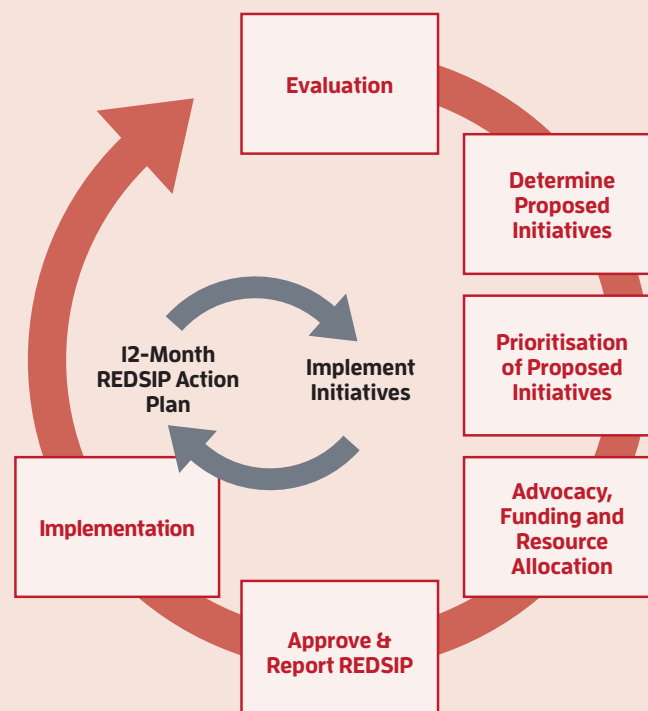 Evaluation
Determine
Proposed
Initiatives
Prioritisation
of Proposed
Initiatives
Advocacy,
Funding and
Resource
Allocation
Approve &
Report REDSIP
Implementation
12-Month
REDSIP Action
Plan
Implement
Initiatives